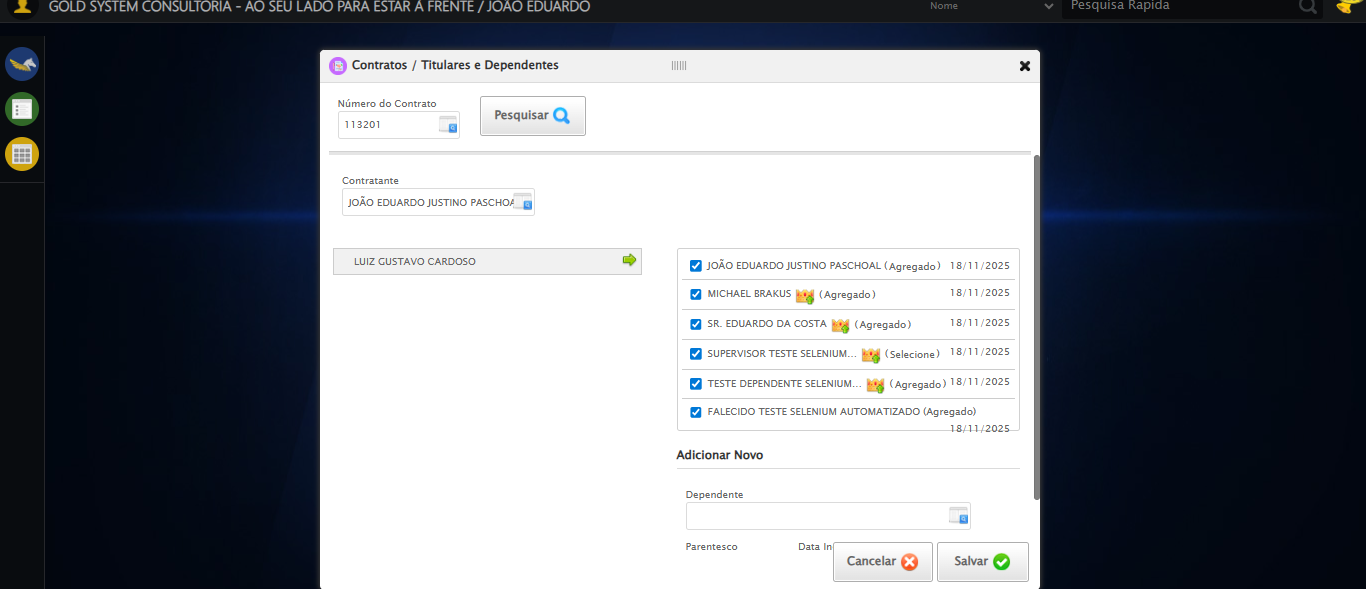 GOLD SYSTEM CONSULTORIA - AO SEU LADO PARA ESTAR À FRENTE / JOÃO EDUARDO
Nome
Pesquisa Rápida
Contratos / Titulares e Dependentes
Número do Contrato
113201
Pesquisar
Contratante
JOÃO EDUARDO JUSTINO PASCHOA
LUIZ GUSTAVO CARDOSO
JOÃO EDUARDO JUSTINO PASCHOAL (Agregado) 18/11/2025
MICHAEL BRAKUS (Agregado) 18/11/2025
SR. EDUARDO DA COSTA (Agregado) 18/11/2025
SUPERVISOR TESTE SELENIUM... (Selecione) 18/11/2025
TESTE DEPENDENTE SELENIUM... (Agregado) 18/11/2025
FALECIDO TESTE SELENIUM AUTOMATIZADO (Agregado)
18/11/2025
Adicionar Novo
Dependente
Parentesco
Data In
Cancelar
Salvar